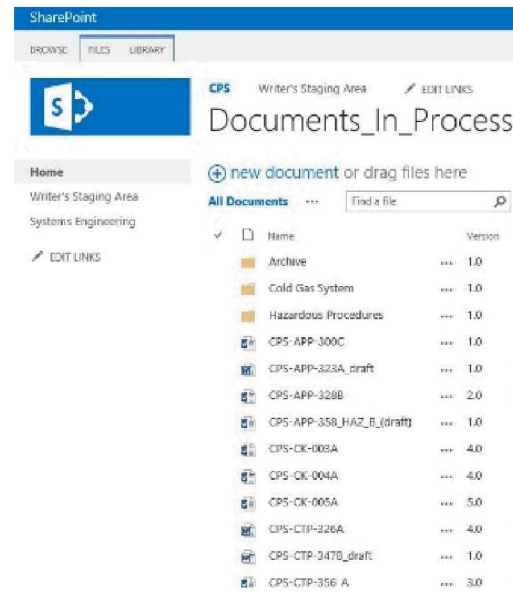 SharePoint
BROWSE FILES LIBRARY
CPS Writer's Staging Area EDIT LINKS
S
Documents_In_Process
Home
Writer's Staging Area
Systems Engineering
EDIT LINKS
new document or drag files here
All Documents ... Find a file
Name Version
Archive ... 1.0
Cold Gas System ... 1.0
Hazardous Procedures ... 1.0
CPS-APP-300C ... 1.0
CPS-APP-323A_draft ... 1.0
CPS-APP-328B ... 2.0
CPS-APP-358_HAZ_B_(draft) ... 1.0
CPS-CK-003A ... 4.0
CPS-CK-004A ... 4.0
CPS-CK-005A ... 5.0
CPS-CTP-326A ... 4.0
CPS-CTP-347B_draft ... 1.0
CPS-CTP-356 A ... 3.0